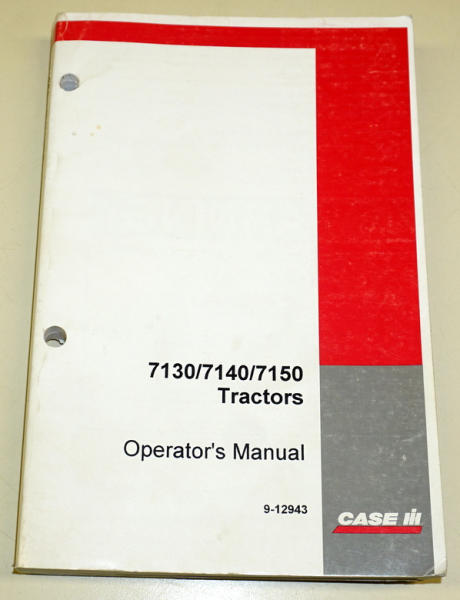 7130/7140/7150
Tractors
Operator's Manual
9-12943
CASE IH